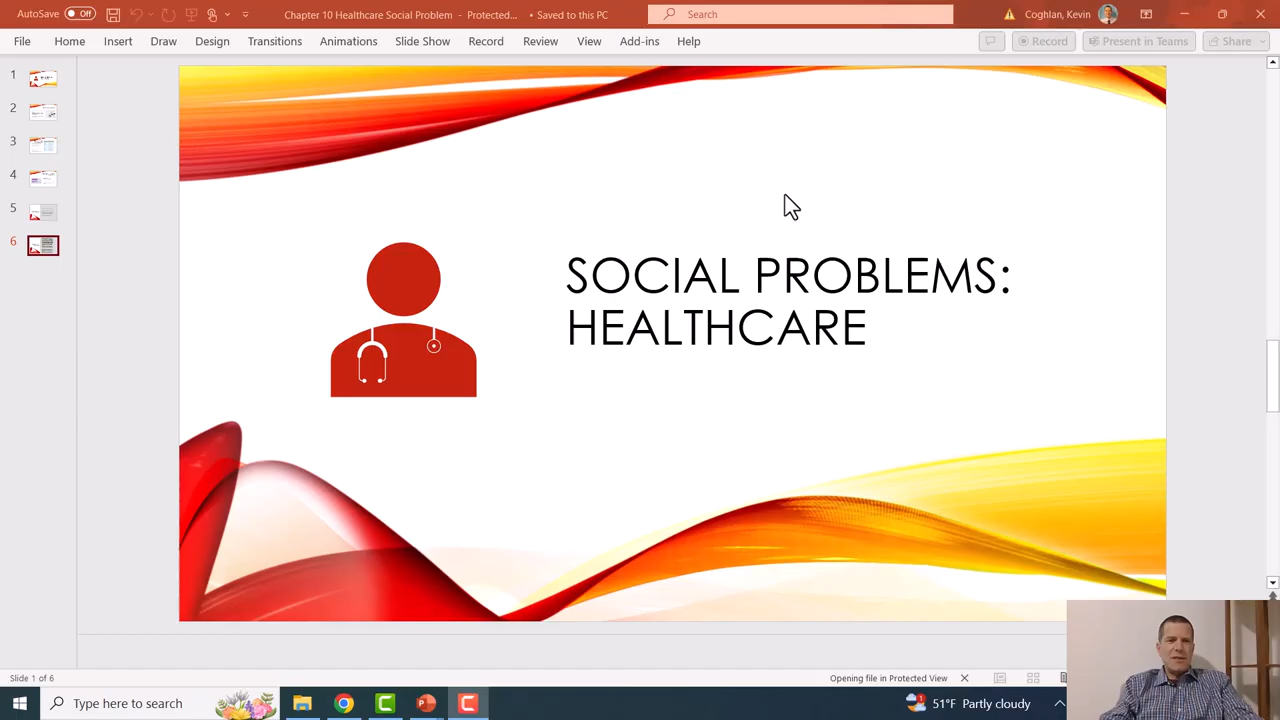 AutoSave Off Chapter 10 Healthcare Social Problem - Protected... • Saved to this PC Search Coghlan, Kevin
File Home Insert Draw Design Transitions Animations Slide Show Record Review View Add-ins Help Record Present in Teams Share
1
2
3
4
5
6
SOCIAL PROBLEMS:
HEALTHCARE
Slide 1 of 6 Opening file in Protected View
Type here to search 1 51°F Partly cloudy